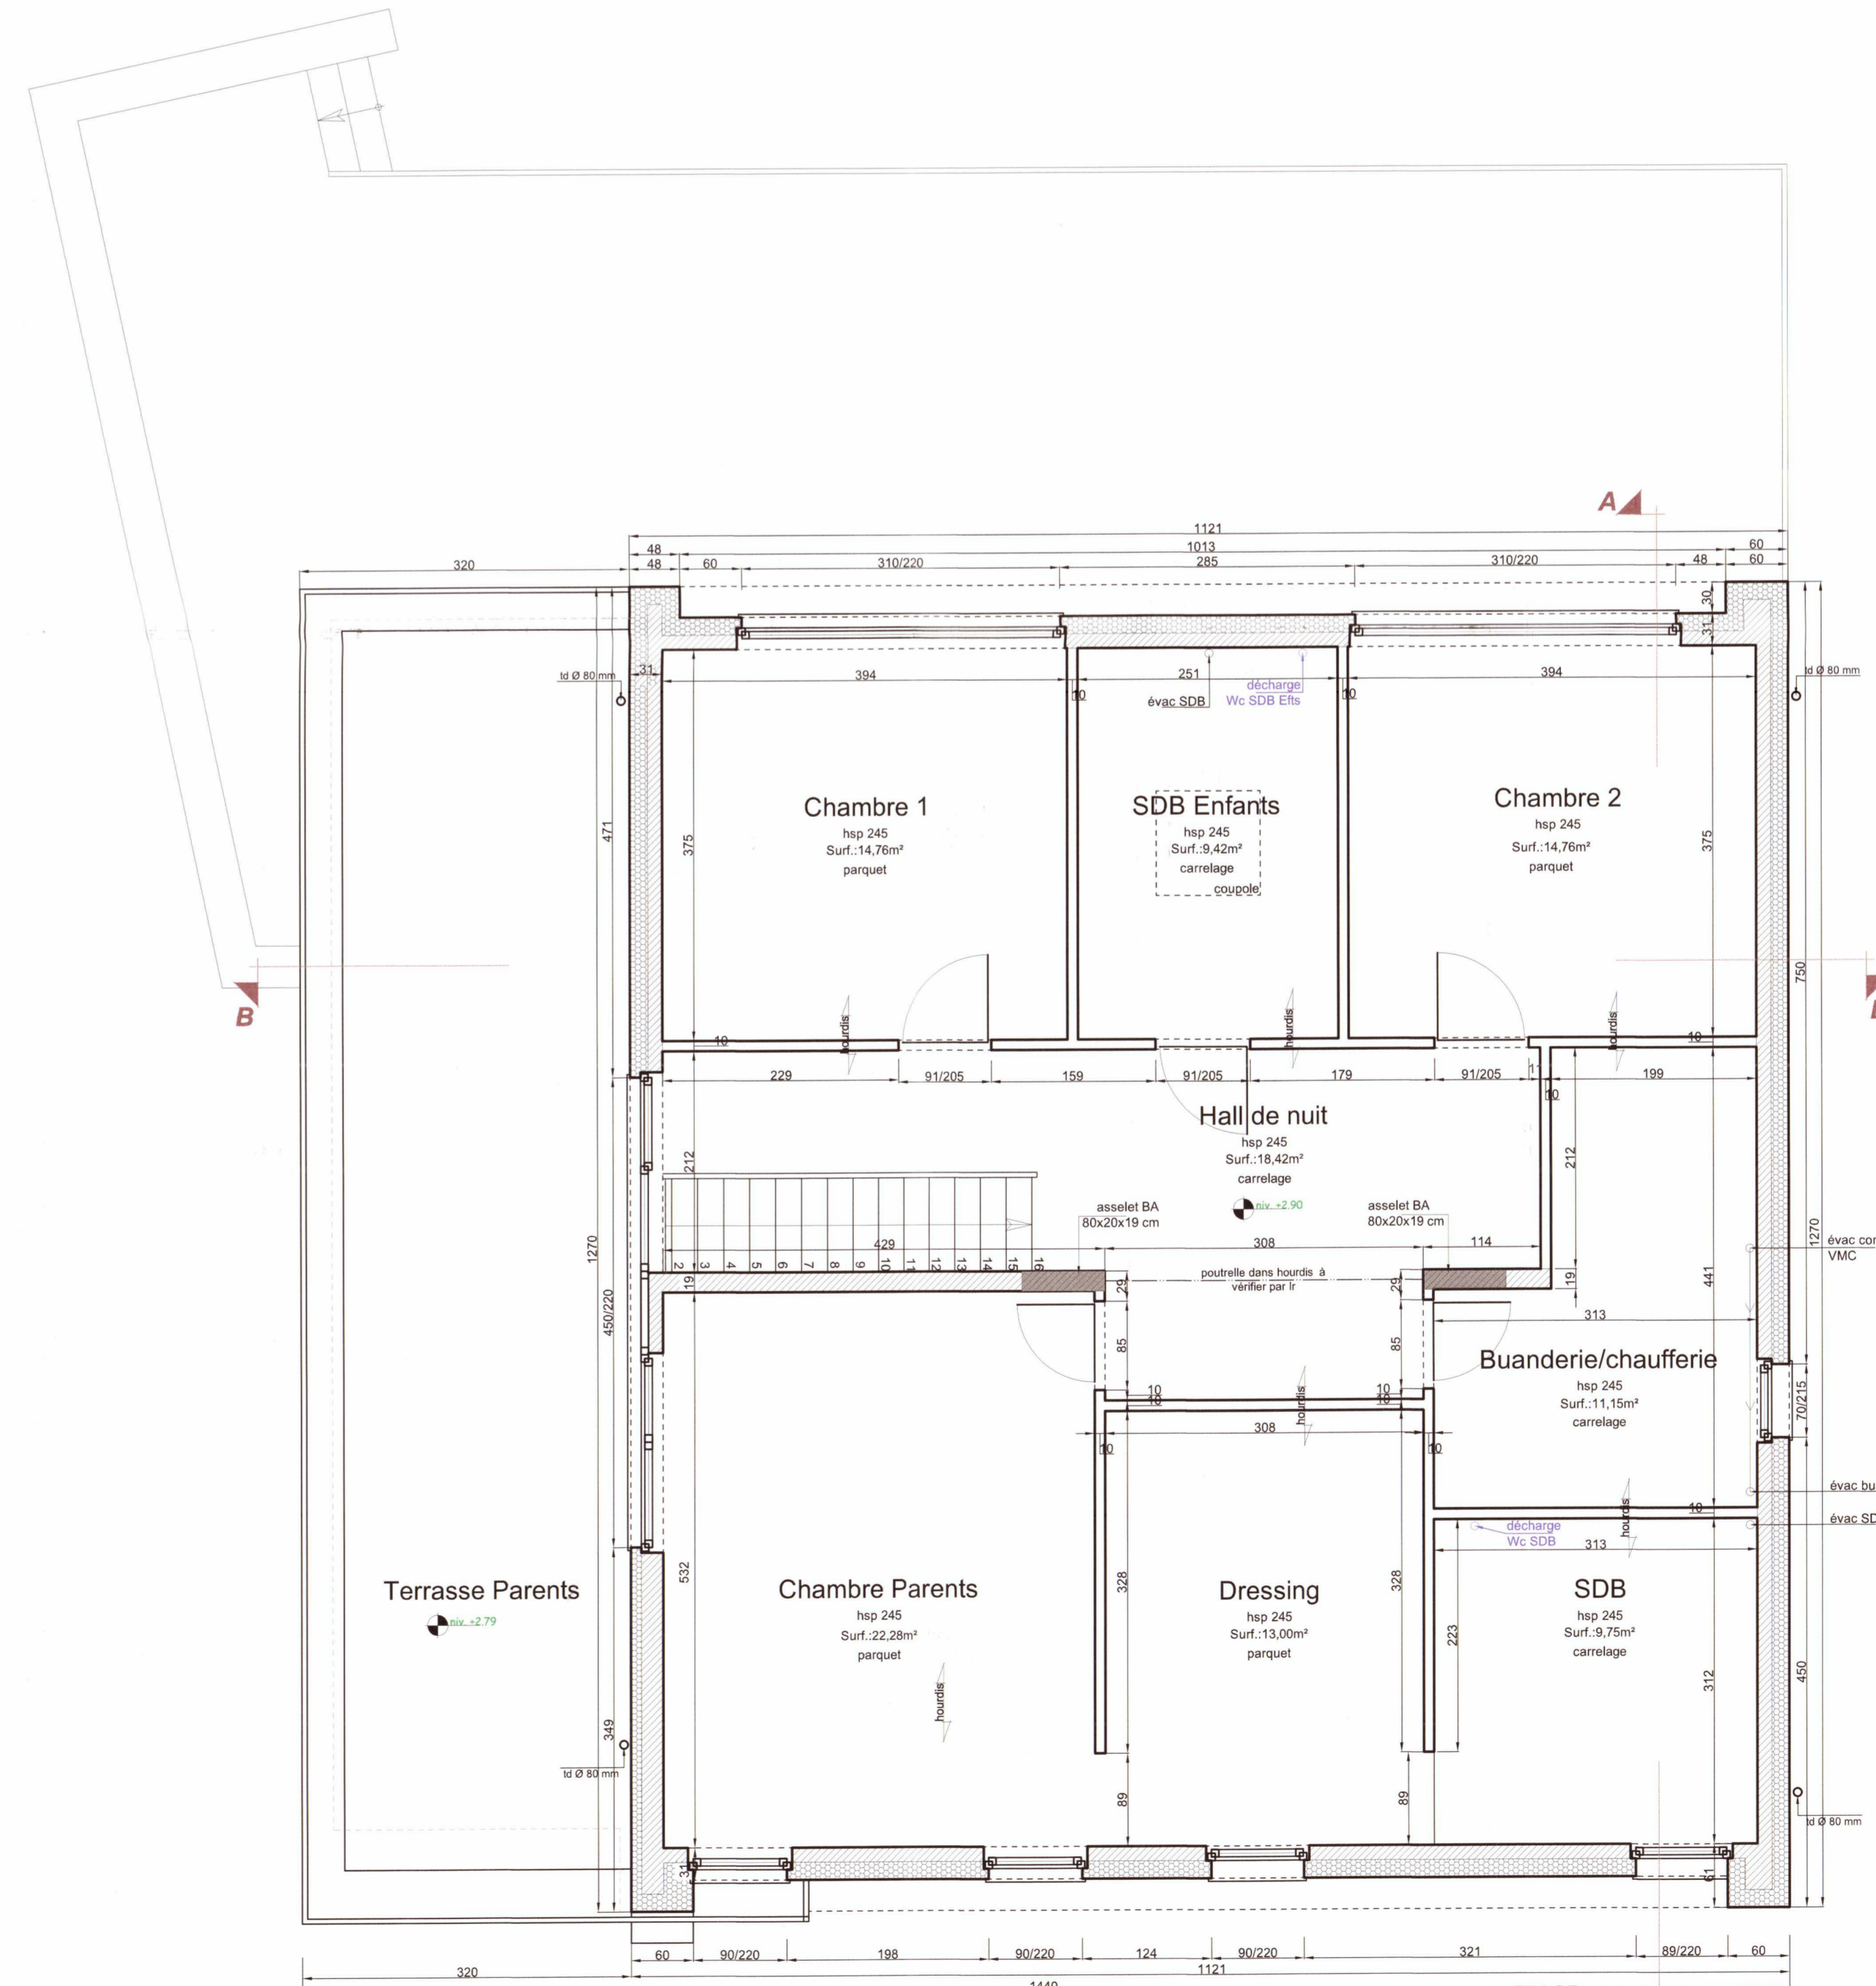 A
1121
48
1013
60
320
48
60
310/220
285
310/220
48
60
30
31
td Ø 80 mm
31
394
10
251
10
394
td Ø 80 mm
évac SDB
décharge
Wc SDB Efts
471
375
Chambre 1
hsp 245
Surf.:14,76m²
parquet
SDB Enfants
hsp 245
Surf.:9,42m²
carrelage
coupole
Chambre 2
hsp 245
Surf.:14,76m²
parquet
375
750
B
hourdis
hourdis
hourdis
10
10
229
91/205
159
91/205
179
91/205
199
10
Hall de nuit
hsp 245
Surf.:18,42m²
carrelage
niv. +2.90
212
212
asselet BA
80x20x19 cm
asselet BA
80x20x19 cm
429
308
114
2 3 4 5 6 7 8 9 10 11 12 13 14 15 16
poutrelle dans hourdis à
vérifier par Ir
1270
19
29
29
19
441
1270
évac
VMC
450/220
313
85
85
Buanderie/chaufferie
hsp 245
Surf.:11,15m²
carrelage
70/215
10
10
hourdis
10
10
308
10
10
évac
hourdis
10
évac
décharge
Wc SDB
313
532
328
328
223
312
Terrasse Parents
niv. +2.79
Chambre Parents
hsp 245
Surf.:22,28m²
parquet
hourdis
Dressing
hsp 245
Surf.:13,00m²
parquet
SDB
hsp 245
Surf.:9,75m²
carrelage
450
349
td Ø 80 mm
89
89
td Ø 80 mm
31
61
60
90/220
198
90/220
124
90/220
321
89/220
60
320
1121